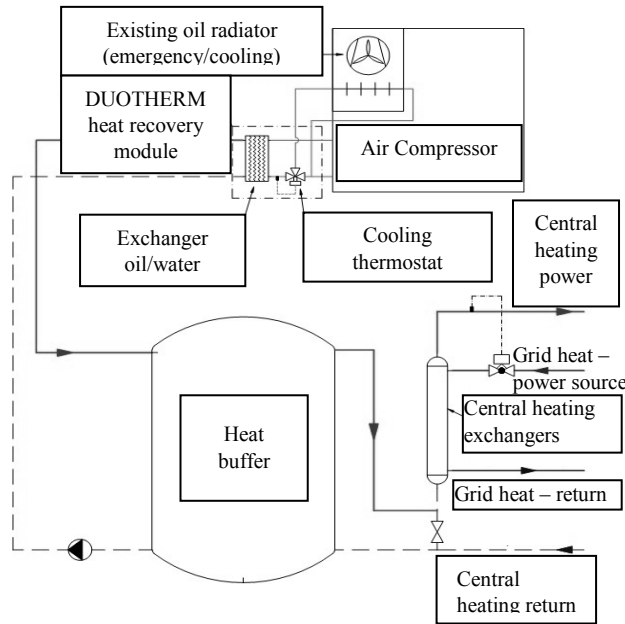 Existing oil radiator
(emergency/cooling)
DUOTHERM
heat recovery
module
Air Compressor
Exchanger
oil/water
Cooling
thermostat
Central
heating
power
Grid heat –
power source
Central heating
exchangers
Heat
buffer
Grid heat – return
Central
heating return